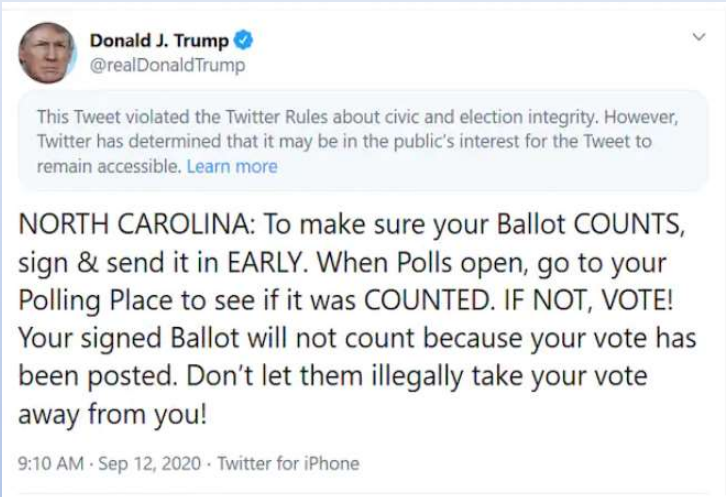 Donald J. Trump
@realDonaldTrump
This Tweet violated the Twitter Rules about civic and election integrity. However,
Twitter has determined that it may be in the public's interest for the Tweet to
remain accessible. Learn more
NORTH CAROLINA: To make sure your Ballot COUNTS,
sign & send it in EARLY. When Polls open, go to your
Polling Place to see if it was COUNTED. IF NOT, VOTE!
Your signed Ballot will not count because your vote has
been posted. Don't let them illegally take your vote
away from you!
9:10 AM · Sep 12, 2020 · Twitter for iPhone